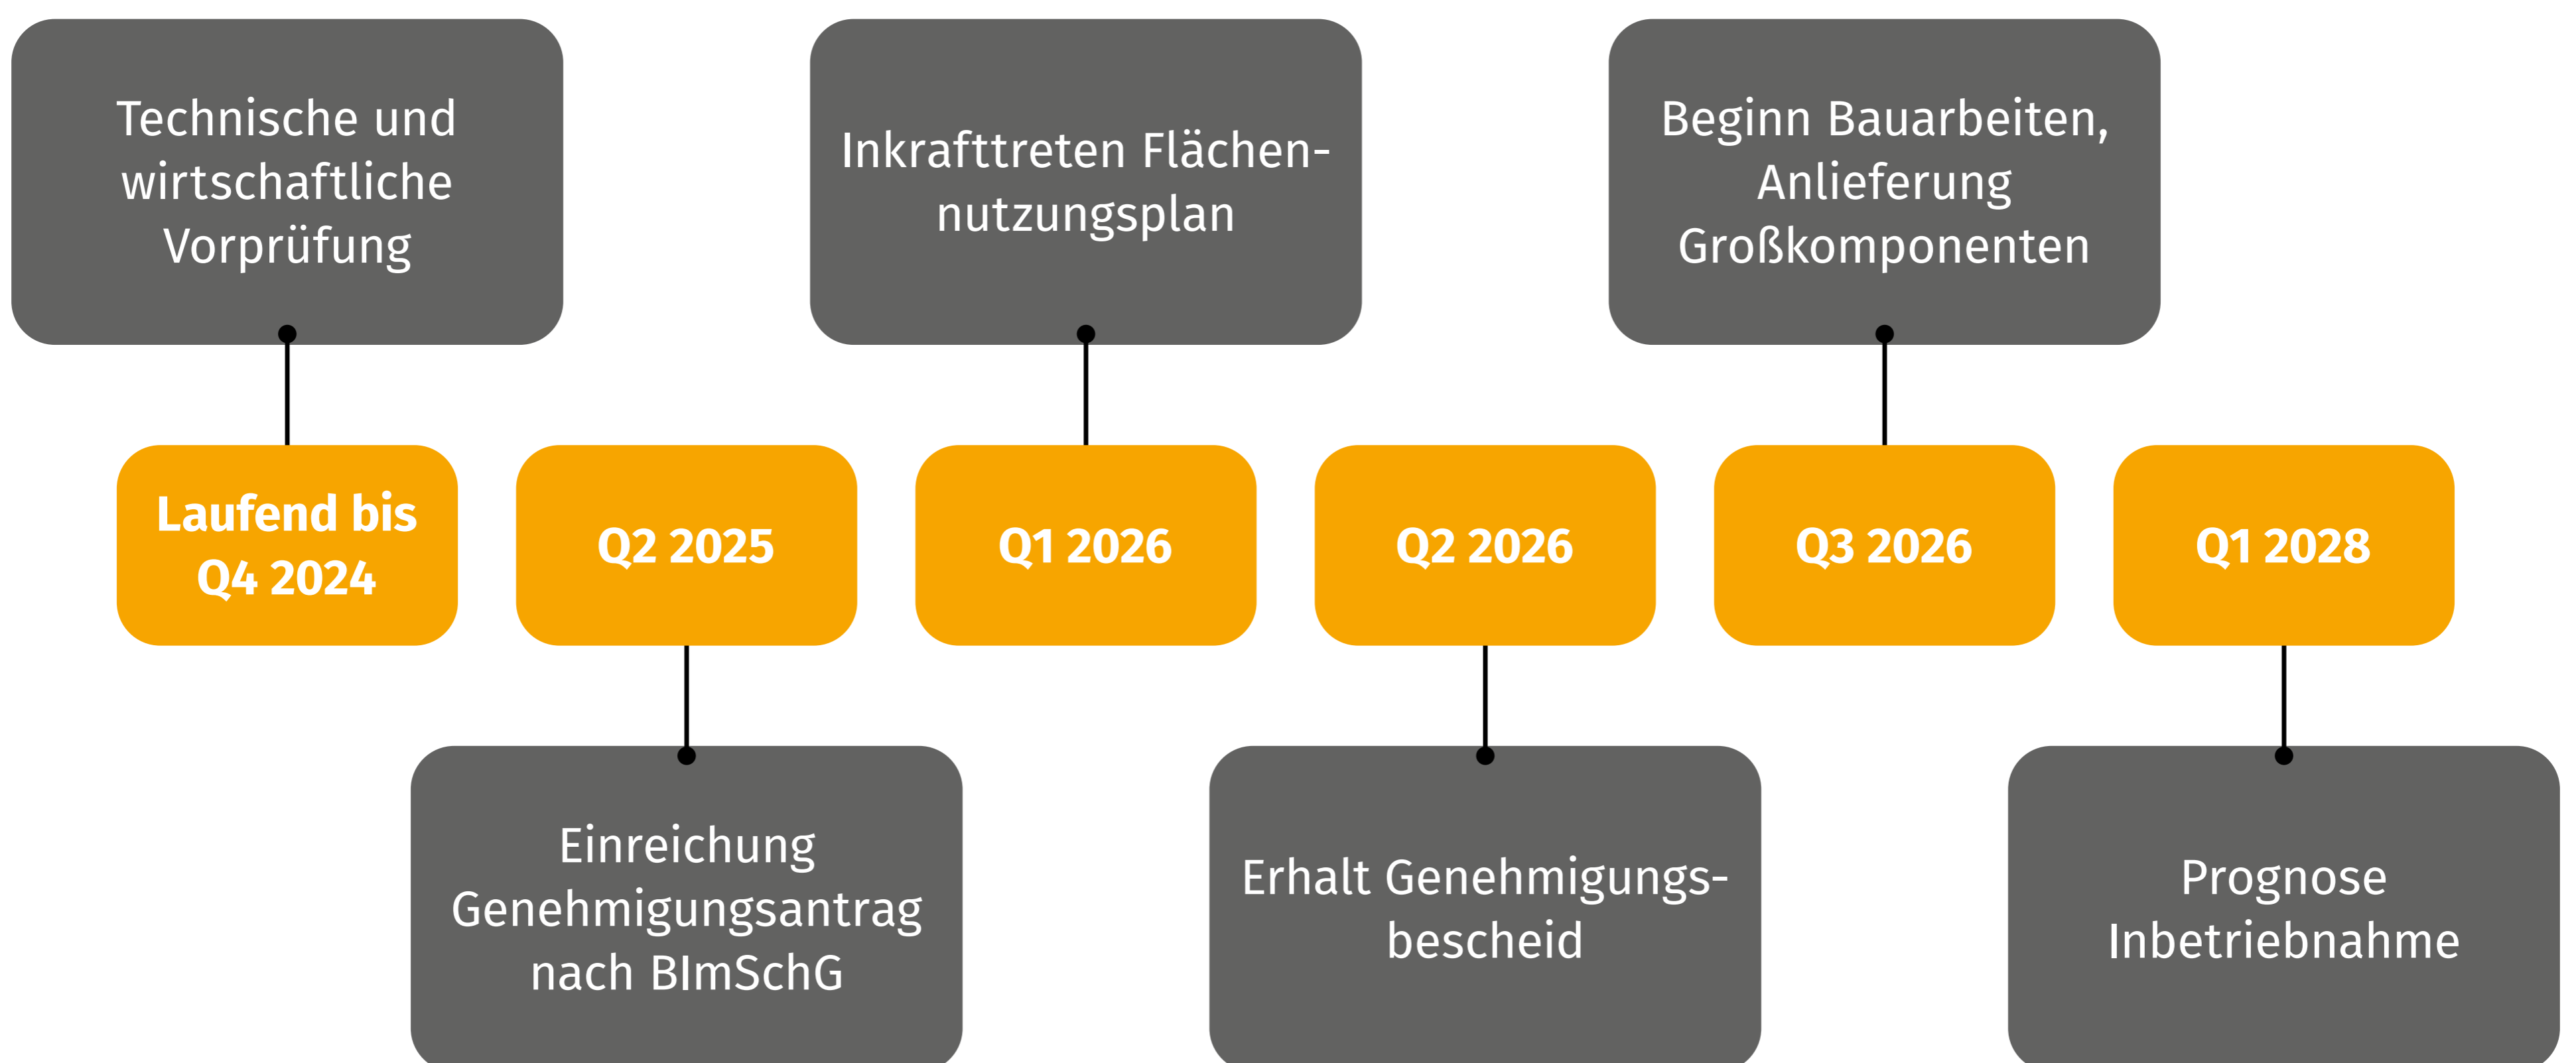 Technische und
wirtschaftliche
Vorprüfung
Inkrafttreten Flächen-
nutzungsplan
Beginn Bauarbeiten,
Anlieferung
Großkomponenten
Laufend bis
Q4 2024
Q2 2025
Q1 2026
Q2 2026
Q3 2026
Q1 2028
Einreichung
Genehmigungsantrag
nach BImSchG
Erhalt Genehmigungs-
bescheid
Prognose
Inbetriebnahme